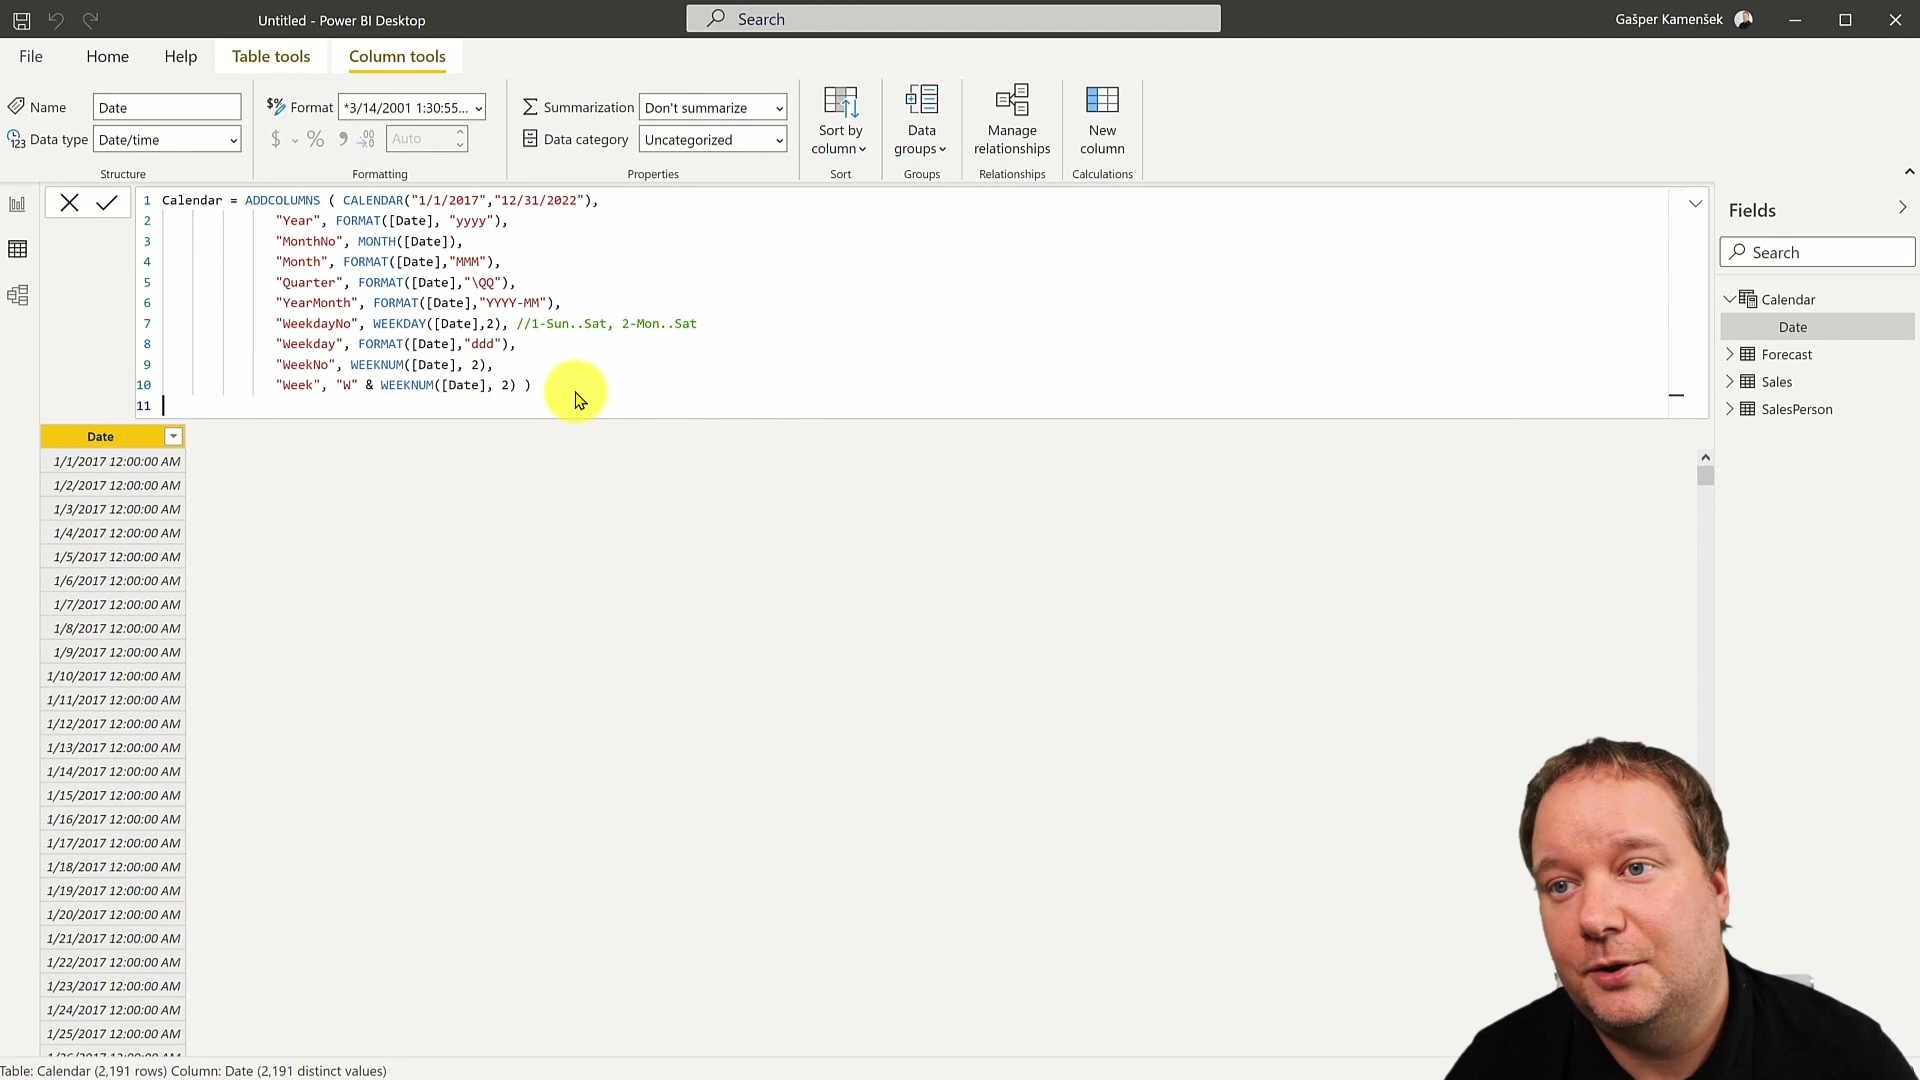 Untitled - Power BI Desktop
Search
Gašper Kamenšek
File
Home
Help
Table tools
Column tools
Name
Date
Data type
Date/time
Structure
Format
*3/14/2001 1:30:55...
$ %
Auto
Formatting
Summarization
Don't summarize
Data category
Uncategorized
Properties
Sort by
column
Sort
Data
groups
Groups
Manage
relationships
Relationships
New
column
Calculations
1 Calendar = ADDCOLUMNS ( CALENDAR("1/1/2017","12/31/2022"),
2 "Year", FORMAT([Date], "yyyy"),
3 "MonthNo", MONTH([Date]),
4 "Month", FORMAT([Date],"MMM"),
5 "Quarter", FORMAT([Date],"\QQ"),
6 "YearMonth", FORMAT([Date],"YYYY-MM"),
7 "WeekdayNo", WEEKDAY([Date],2), //1-Sun..Sat, 2-Mon..Sat
8 "Weekday", FORMAT([Date],"ddd"),
9 "WeekNo", WEEKNUM([Date], 2),
10 "Week", "W" & WEEKNUM([Date], 2) )
11
Date
1/1/2017 12:00:00 AM
1/2/2017 12:00:00 AM
1/3/2017 12:00:00 AM
1/4/2017 12:00:00 AM
1/5/2017 12:00:00 AM
1/6/2017 12:00:00 AM
1/7/2017 12:00:00 AM
1/8/2017 12:00:00 AM
1/9/2017 12:00:00 AM
1/10/2017 12:00:00 AM
1/11/2017 12:00:00 AM
1/12/2017 12:00:00 AM
1/13/2017 12:00:00 AM
1/14/2017 12:00:00 AM
1/15/2017 12:00:00 AM
1/16/2017 12:00:00 AM
1/17/2017 12:00:00 AM
1/18/2017 12:00:00 AM
1/19/2017 12:00:00 AM
1/20/2017 12:00:00 AM
1/21/2017 12:00:00 AM
1/22/2017 12:00:00 AM
1/23/2017 12:00:00 AM
1/24/2017 12:00:00 AM
1/25/2017 12:00:00 AM
Fields
Search
Calendar
Date
Forecast
Sales
SalesPerson
Table: Calendar (2,191 rows) Column: Date (2,191 distinct values)